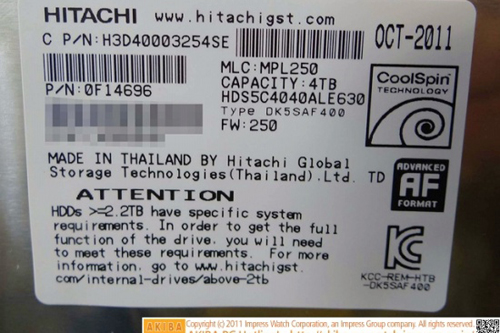 HITACHI www.hitachigst.com
C P/N:H3D40003254SE
OCT-2011
MLC:MPL250
P/N:0F14696
CAPACITY:4TB
HDS5C4040ALE630
Type DK5SAF400
FW:250
CoolSpin™
TECHNOLOGY
MADE IN THAILAND BY Hitachi Global
Storage Technologies(Thailand).Ltd. TD
ADVANCED
AF
FORMAT
ATTENTION
HDDs >=2.2TB have specific system
requirements. In order to get the full
function of the drive, you will need
to meet these requirements. For more
information, go to www.hitachigst.
com/internal-drives/above-2tb
KCC-REM-HTB
-DK5SAF400
AKIBA Copyright (c) 2011 Impress Watch Corporation, an Impress Group company. All rights reserved.